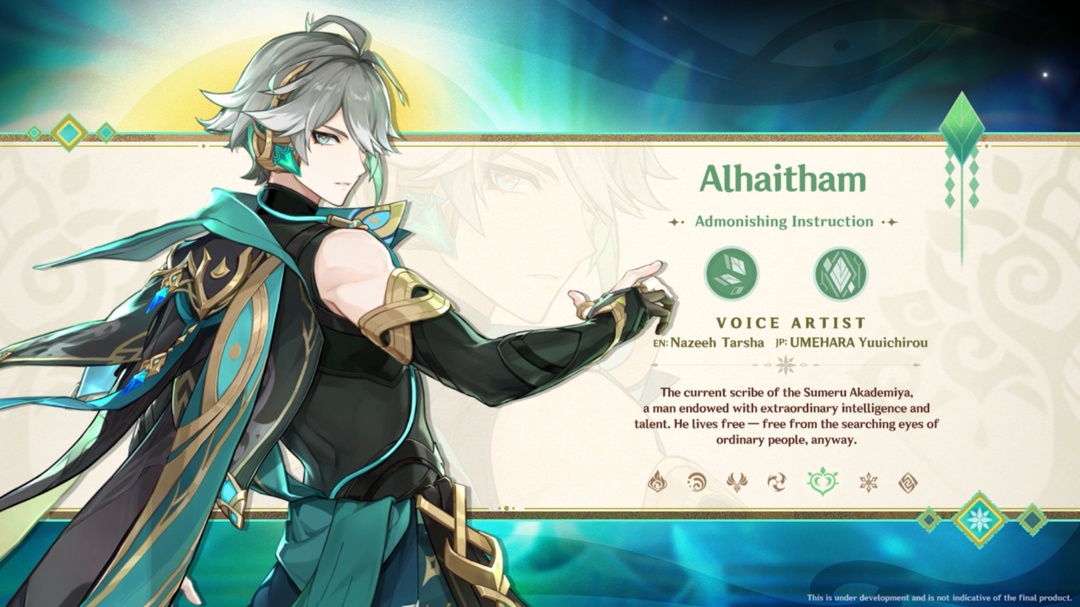 Alhaitham
Admonishing Instruction
VOICE ARTIST
EN: Nazeeh Tarsha JP: UMEHARA Yuuichirou
The current scribe of the Sumeru Akademiya,
a man endowed with extraordinary intelligence and
talent. He lives free — free from the searching eyes of
ordinary people, anyway.
This is under development and is not indicative of the final product.